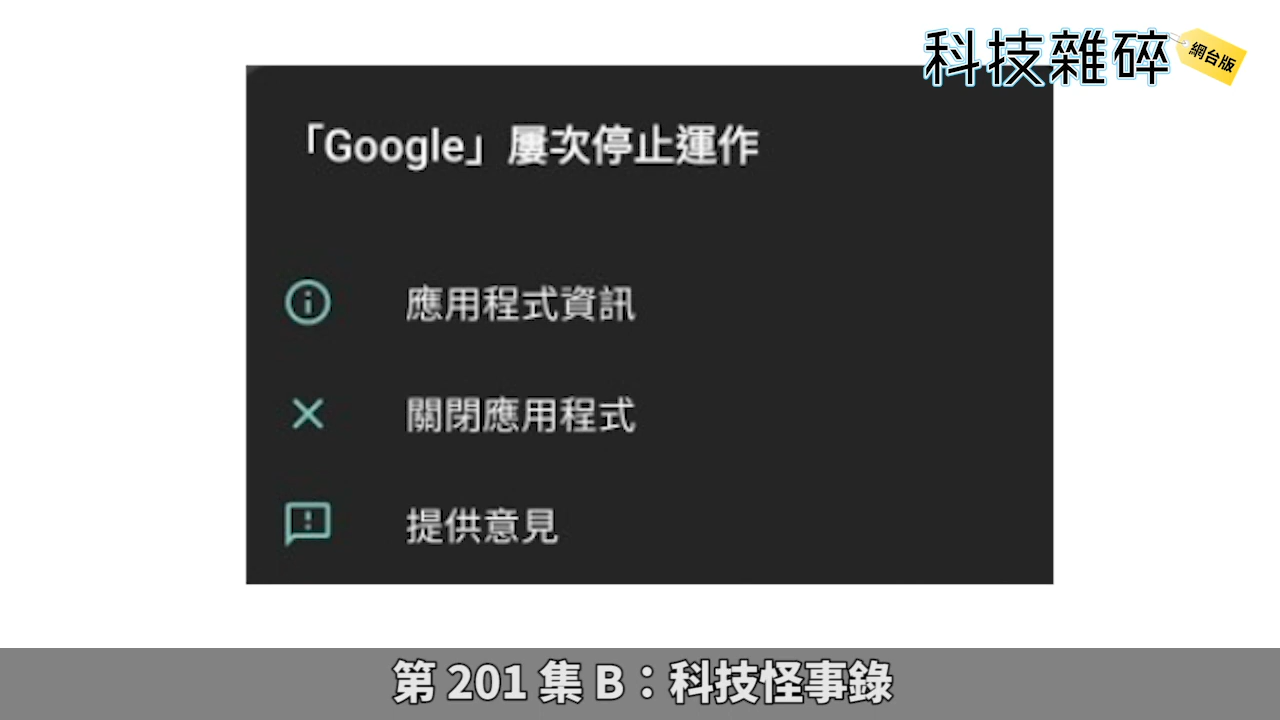 科技雜碎
網台版
「Google」屢次停止運作
應用程式資訊
關閉應用程式
提供意見
第 201 集 B：科技怪事錄